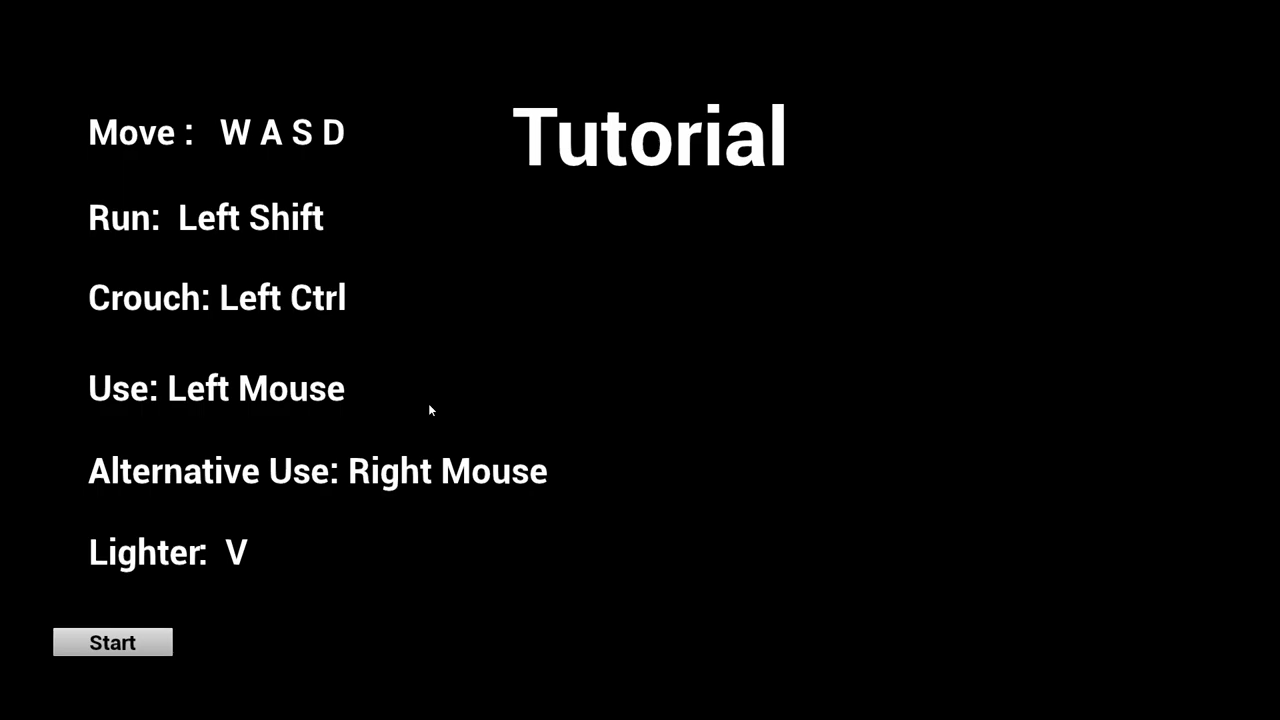 Tutorial
Move :   W A S D
Run:  Left Shift
Crouch: Left Ctrl
Use: Left Mouse
Alternative Use: Right Mouse
Lighter:  V
Start